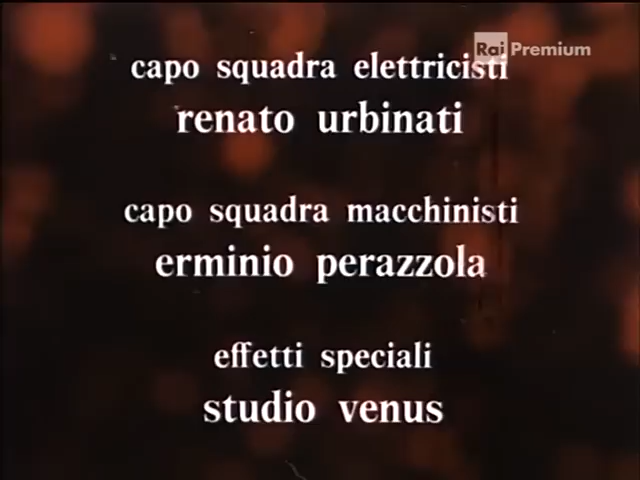 Rai Premium
capo squadra elettricisti
renato urbinati
capo squadra macchinisti
erminio perazzola
effetti speciali
studio venus